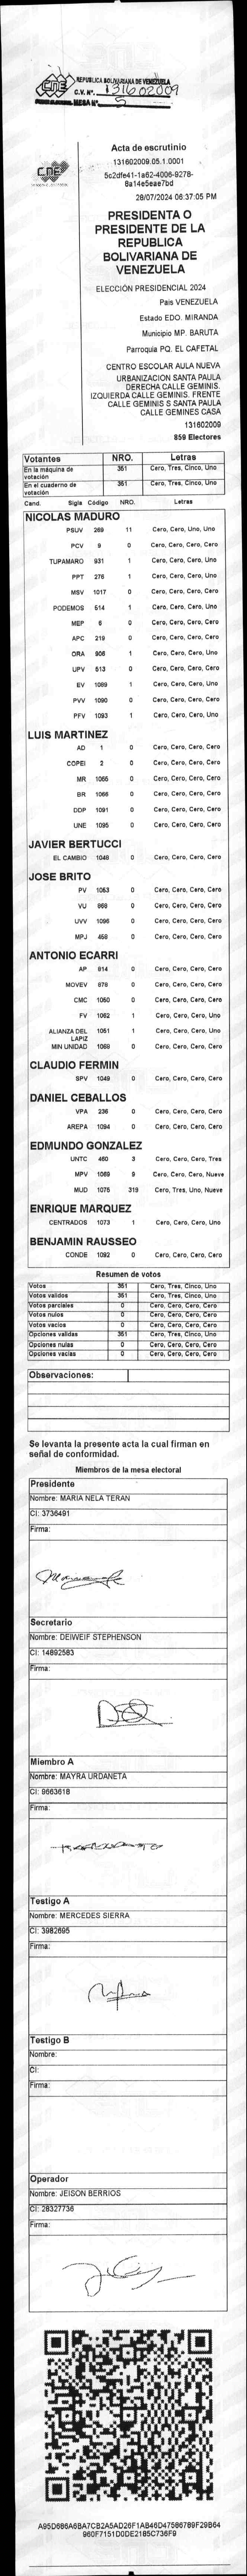 REPUBLICA BOLIVARIANA DE VENEZUELA
C.V. Nº. 131602009
MESA Nº. 5
CNE
Acta de escrutinio
131602009.05.1.0001
5c2dfe41-1a62-4006-9278-
8a14e5eae7bd
28/07/2024 06:37:05 PM
PRESIDENTA O
PRESIDENTE DE LA
REPUBLICA
BOLIVARIANA DE
VENEZUELA
ELECCIÓN PRESIDENCIAL 2024
Pais VENEZUELA
Estado EDO. MIRANDA
Municipio MP. BARUTA
Parroquia PQ. EL CAFETAL
CENTRO ESCOLAR AULA NUEVA
URBANIZACION SANTA PAULA
DERECHA CALLE GEMINIS.
IZQUIERDA CALLE GEMINIS. FRENTE
CALLE GEMINIS S SANTA PAULA
CALLE GEMINES CASA
131602009
859 Electores
Votantes NRO. Letras
En la máquina de votación 351 Cero, Tres, Cinco, Uno
En el cuaderno de votación 351 Cero, Tres, Cinco, Uno
Cand. Sigla Código NRO. Letras
NICOLAS MADURO
PSUV 269 11 Cero, Cero, Uno, Uno
PCV 9 0 Cero, Cero, Cero, Cero
TUPAMARO 931 1 Cero, Cero, Cero, Uno
PPT 276 1 Cero, Cero, Cero, Uno
MSV 1017 0 Cero, Cero, Cero, Cero
PODEMOS 514 1 Cero, Cero, Cero, Uno
MEP 6 0 Cero, Cero, Cero, Cero
APC 219 0 Cero, Cero, Cero, Cero
ORA 906 1 Cero, Cero, Cero, Uno
UPV 513 0 Cero, Cero, Cero, Cero
EV 1089 1 Cero, Cero, Cero, Uno
PVV 1090 0 Cero, Cero, Cero, Cero
PFV 1093 1 Cero, Cero, Cero, Uno
LUIS MARTINEZ
AD 1 0 Cero, Cero, Cero, Cero
COPEI 2 0 Cero, Cero, Cero, Cero
MR 1065 0 Cero, Cero, Cero, Cero
BR 1066 0 Cero, Cero, Cero, Cero
DDP 1091 0 Cero, Cero, Cero, Cero
UNE 1095 0 Cero, Cero, Cero, Cero
JAVIER BERTUCCI
EL CAMBIO 1048 0 Cero, Cero, Cero, Cero
JOSE BRITO
PV 1053 0 Cero, Cero, Cero, Cero
VU 868 0 Cero, Cero, Cero, Cero
UVV 1096 0 Cero, Cero, Cero, Cero
MPJ 458 0 Cero, Cero, Cero, Cero
ANTONIO ECARRI
AP 814 0 Cero, Cero, Cero, Cero
MOVEV 878 0 Cero, Cero, Cero, Cero
CMC 1050 0 Cero, Cero, Cero, Cero
FV 1062 1 Cero, Cero, Cero, Uno
ALIANZA DEL LAPIZ 1051 1 Cero, Cero, Cero, Uno
MIN UNIDAD 1068 0 Cero, Cero, Cero, Cero
CLAUDIO FERMIN
SPV 1049 0 Cero, Cero, Cero, Cero
DANIEL CEBALLOS
VPA 236 0 Cero, Cero, Cero, Cero
AREPA 1094 0 Cero, Cero, Cero, Cero
EDMUNDO GONZALEZ
UNTC 460 3 Cero, Cero, Cero, Tres
MPV 1069 9 Cero, Cero, Cero, Nueve
MUD 1075 319 Cero, Tres, Uno, Nueve
ENRIQUE MARQUEZ
CENTRADOS 1073 1 Cero, Cero, Cero, Uno
BENJAMIN RAUSSEO
CONDE 1092 0 Cero, Cero, Cero, Cero
Resumen de votos
Votos 351 Cero, Tres, Cinco, Uno
Votos validos 351 Cero, Tres, Cinco, Uno
Votos parciales 0 Cero, Cero, Cero, Cero
Votos nulos 0 Cero, Cero, Cero, Cero
Votos vacios 0 Cero, Cero, Cero, Cero
Opciones validas 351 Cero, Tres, Cinco, Uno
Opciones nulas 0 Cero, Cero, Cero, Cero
Opciones vacias 0 Cero, Cero, Cero, Cero
Observaciones:
Se levanta la presente acta la cual firman en
señal de conformidad.
Miembros de la mesa electoral
Presidente
Nombre: MARIA NELA TERAN
CI: 3736491
Firma:
Secretario
Nombre: DEIWEIF STEPHENSON
CI: 14892583
Firma:
Miembro A
Nombre: MAYRA URDANETA
CI: 9663618
Firma:
Testigo A
Nombre: MERCEDES SIERRA
CI: 3982695
Firma:
Testigo B
Nombre:
CI:
Firma:
Operador
Nombre: JEISON BERRIOS
CI: 28327736
Firma:
A95D686A6BA7CB2A5AD26F1AB46D47586789F29B64
960F7151D0DE2185C736F9